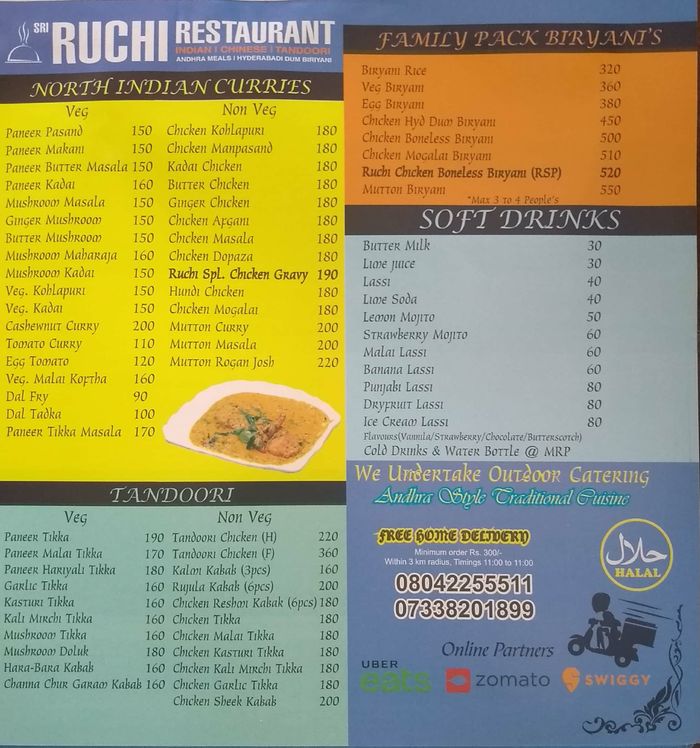 SRI RUCHI RESTAURANT
INDIAN | CHINESE | TANDOORI
ANDHRA MEALS | HYDERABADI DUM BIRIYANI
NORTH INDIAN CURRIES
Veg
Paneer Pasand 150
Paneer Makani 150
Paneer Butter Masala 150
Paneer Kadai 160
Mushroom Masala 150
Ginger Mushroom 150
Butter Mushroom 150
Mushroom Maharaja 160
Mushroom Kadai 150
Veg. Kohlapuri 150
Veg. Kadai 150
Cashewnut Curry 200
Tomato Curry 110
Egg Tomato 120
Veg. Malai Koftha 160
Dal Fry 90
Dal Tadka 100
Paneer Tikka Masala 170
Non Veg
Chicken Kohlapuri 180
Chicken Manpasand 180
Kadai Chicken 180
Butter Chicken 180
Ginger Chicken 180
Chicken Afgani 180
Chicken Masala 180
Chicken Dopaza 180
Ruchi Spl. Chicken Gravy 190
Hundi Chicken 180
Chicken Mogalai 180
Mutton Curry 200
Mutton Masala 200
Mutton Rogan Josh 220
TANDOORI
Veg
Paneer Tikka 190
Paneer Malai Tikka 170
Paneer Hariyali Tikka 180
Garlic Tikka 160
Kasturi Tikka 160
Kali Mirchi Tikka 160
Mushroom Tikka 160
Mushroom Doluk 180
Hara-Bara Kabab 160
Channa Chur Garam Kabab 160
Non Veg
Tandoori Chicken (H) 220
Tandoori Chicken (F) 360
Kalmi Kabab (3pcs) 160
Rujula Kabab (6pcs) 200
Chicken Reshmi Kabak (6pcs) 180
Chicken Tikka 180
Chicken Malai Tikka 180
Chicken Kasturi Tikka 180
Chicken Kali Mirchi Tikka 180
Chicken Garlic Tikka 180
Chicken Sheek Kabab 200
FAMILY PACK BIRYANI'S
Biryani Rice 320
Veg Biryani 360
Egg Biryani 380
Chicken Hyd Dum Biryani 450
Chicken Boneless Biryani 500
Chicken Mogalai Biryani 510
Ruchi Chicken Boneless Biryani (RSP) 520
Mutton Biryani 550
*Max 3 to 4 People's
SOFT DRINKS
Butter Milk 30
Lime juice 30
Lassi 40
Lime Soda 40
Lemon Mojito 50
Strawberry Mojito 60
Malai Lassi 60
Banana Lassi 60
Punjabi Lassi 80
Dryfruit Lassi 80
Ice Cream Lassi 80
Flavours(Vannila/Strawberry/Chocolate/Butterscotch)
Cold Drinks & Water Bottle @ MRP
We Undertake Outdoor Catering
Andhra Style Traditional Cuisine
FREE HOME DELIVERY
Minimum order Rs. 300/-
Within 3 km radius, Timings 11:00 to 11:00
08042255511
07338201899
حلال
HALAL
Online Partners
UBER
eats
zomato
SWIGGY